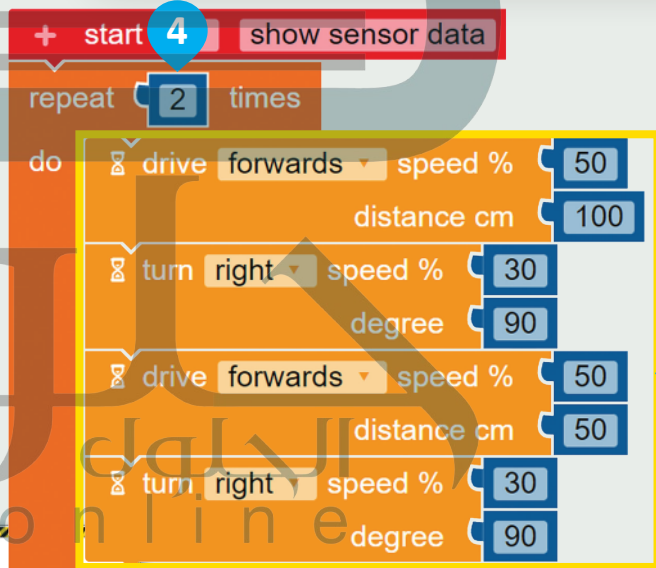 + start show sensor data
4
repeat 2 times
do drive forwards speed % 50
distance cm 100
turn right speed % 30
degree 90
drive forwards speed % 50
distance cm 50
turn right speed % 30
degree 90
الحلول
online